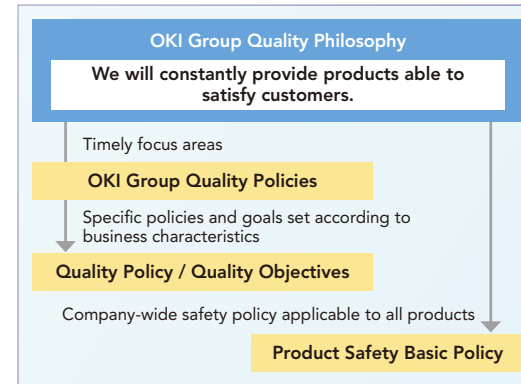 OKI Group Quality Philosophy
We will constantly provide products able to
satisfy customers.
Timely focus areas
OKI Group Quality Policies
Specific policies and goals set according to
business characteristics
Quality Policy / Quality Objectives
Company-wide safety policy applicable to all products
Product Safety Basic Policy